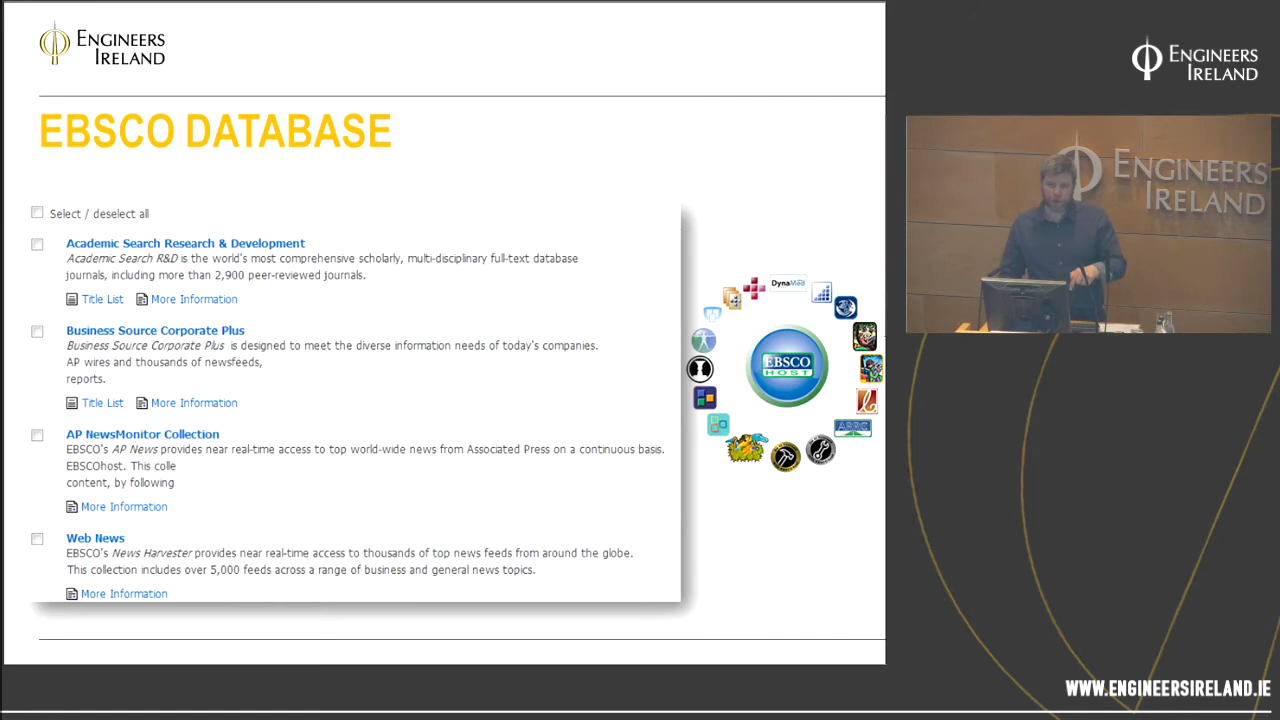 ENGINEERS
IRELAND
EBSCO DATABASE
Select / deselect all
Academic Search Research & Development
Academic Search R&D is the world's most comprehensive scholarly, multi-disciplinary full-text database
journals, including more than 2,900 peer-reviewed journals.
Title List More Information
Business Source Corporate Plus
Business Source Corporate Plus is designed to meet the diverse information needs of today's companies.
AP wires and thousands of newsfeeds,
reports.
Title List More Information
AP NewsMonitor Collection
EBSCO's AP News provides near real-time access to top world-wide news from Associated Press on a continuous basis.
EBSCOhost. This colle
content, by following
More Information
Web News
EBSCO's News Harvester provides near real-time access to thousands of top news feeds from around the globe.
This collection includes over 5,000 feeds across a range of business and general news topics.
More Information
DynaMed
EBSCO
HOST
ENGINEERS
IRELAND
ENGINEERS
IRELAND
WWW.ENGINEERSIRELAND.IE